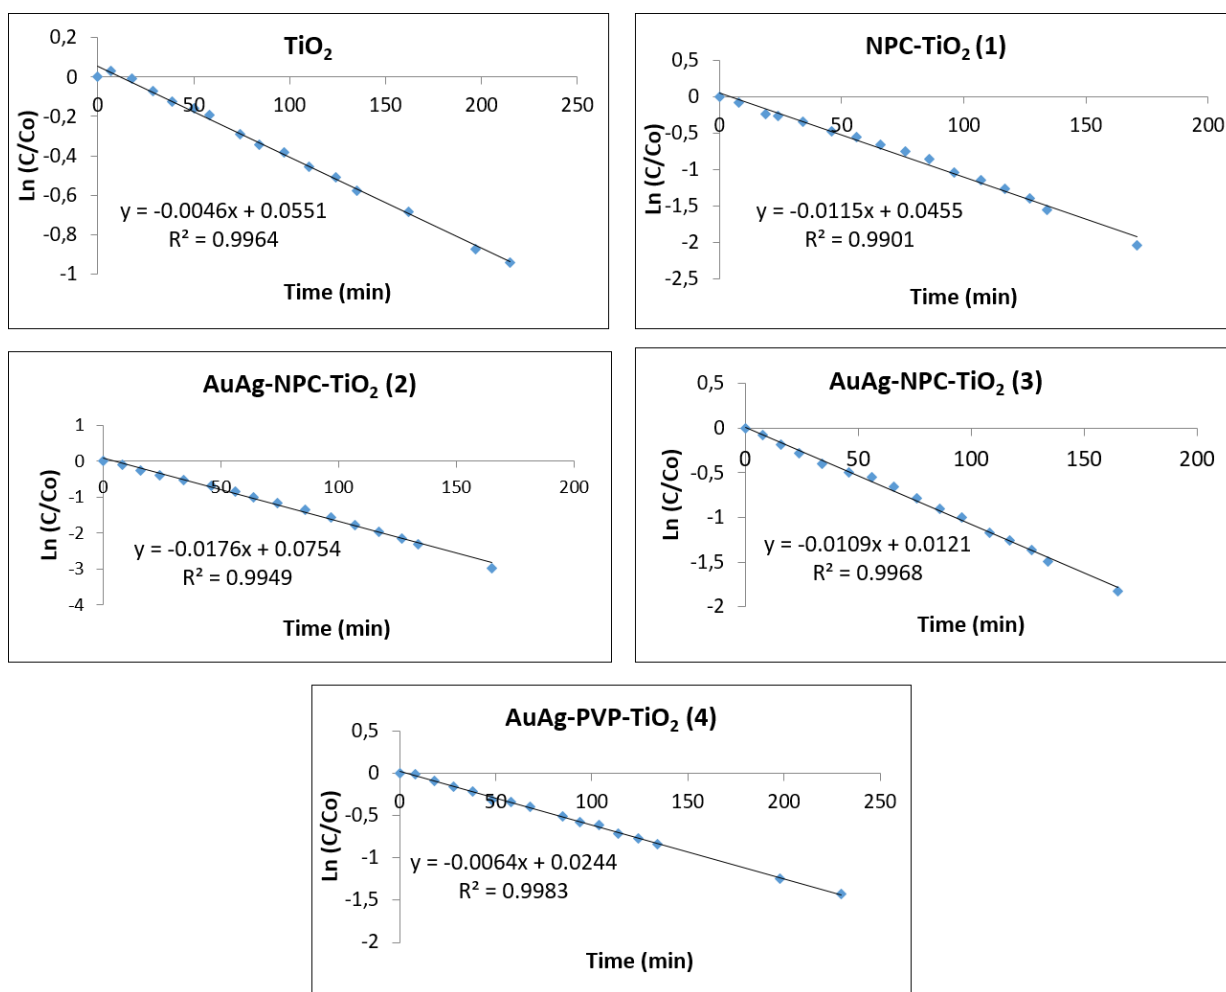 TiO₂
0,2
0
-0,2
-0,4
-0,6
-0,8
-1
0 50 100 150 200 250
Ln (C/Co)
y = -0.0046x + 0.0551
R² = 0.9964
Time (min)
NPC-TiO₂ (1)
0,5
0
-0,5
-1
-1,5
-2
-2,5
0 50 100 150 200
Ln (C/Co)
y = -0.0115x + 0.0455
R² = 0.9901
Time (min)
AuAg-NPC-TiO₂ (2)
1
0
-1
-2
-3
-4
0 50 100 150 200
Ln (C/Co)
y = -0.0176x + 0.0754
R² = 0.9949
Time (min)
AuAg-NPC-TiO₂ (3)
0,5
0
-0,5
-1
-1,5
-2
0 50 100 150 200
Ln (C/Co)
y = -0.0109x + 0.0121
R² = 0.9968
Time (min)
AuAg-PVP-TiO₂ (4)
0,5
0
-0,5
-1
-1,5
-2
0 50 100 150 200 250
Ln (C/Co)
y = -0.0064x + 0.0244
R² = 0.9983
Time (min)